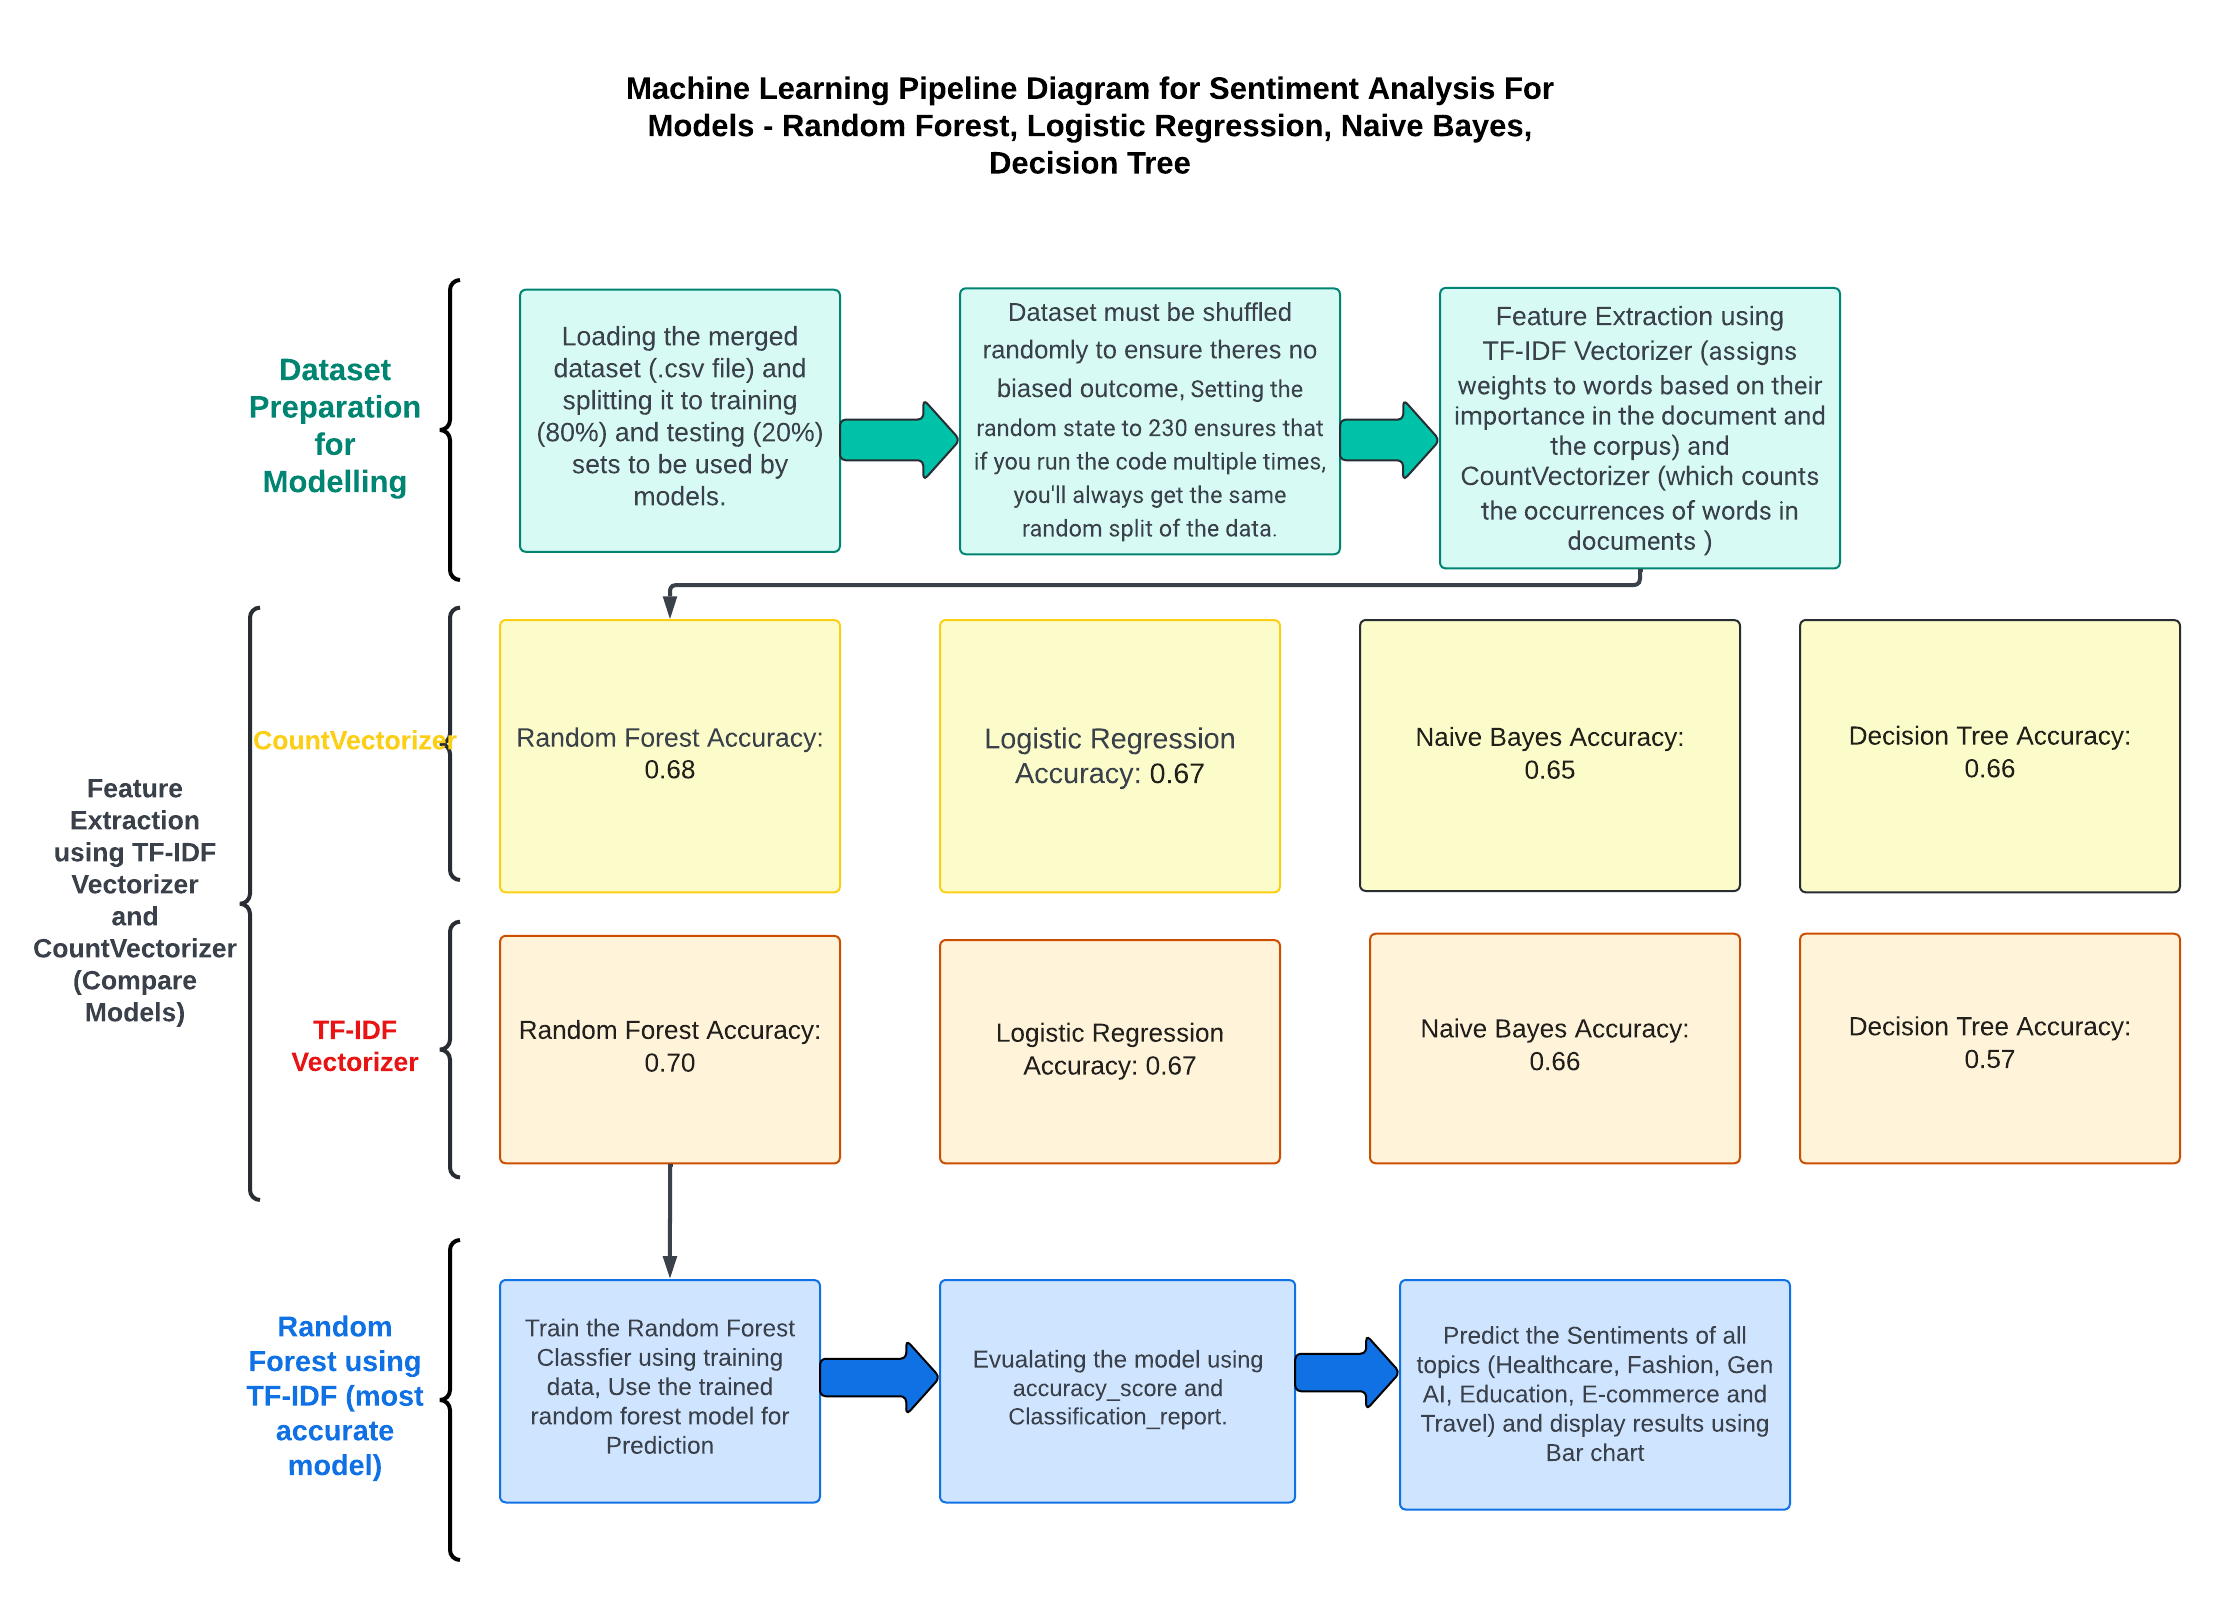 Machine Learning Pipeline Diagram for Sentiment Analysis For
Models - Random Forest, Logistic Regression, Naive Bayes,
Decision Tree
Dataset
Preparation
for
Modelling
Loading the merged
dataset (.csv file) and
splitting it to training
(80%) and testing (20%)
sets to be used by
models.
Dataset must be shuffled
randomly to ensure theres no
biased outcome, Setting the
random state to 230 ensures that
if you run the code multiple times,
you'll always get the same
random split of the data.
Feature Extraction using
TF-IDF Vectorizer (assigns
weights to words based on their
importance in the document and
the corpus) and
CountVectorizer (which counts
the occurrences of words in
documents )
Feature
Extraction
using TF-IDF
Vectorizer
and
CountVectorizer
(Compare
Models)
CountVectorizer
Random Forest Accuracy:
0.68
Logistic Regression
Accuracy: 0.67
Naive Bayes Accuracy:
0.65
Decision Tree Accuracy:
0.66
TF-IDF
Vectorizer
Random Forest Accuracy:
0.70
Logistic Regression
Accuracy: 0.67
Naive Bayes Accuracy:
0.66
Decision Tree Accuracy:
0.57
Random
Forest using
TF-IDF (most
accurate
model)
Train the Random Forest
Classfier using training
data, Use the trained
random forest model for
Prediction
Evualating the model using
accuracy_score and
Classification_report.
Predict the Sentiments of all
topics (Healthcare, Fashion, Gen
AI, Education, E-commerce and
Travel) and display results using
Bar chart